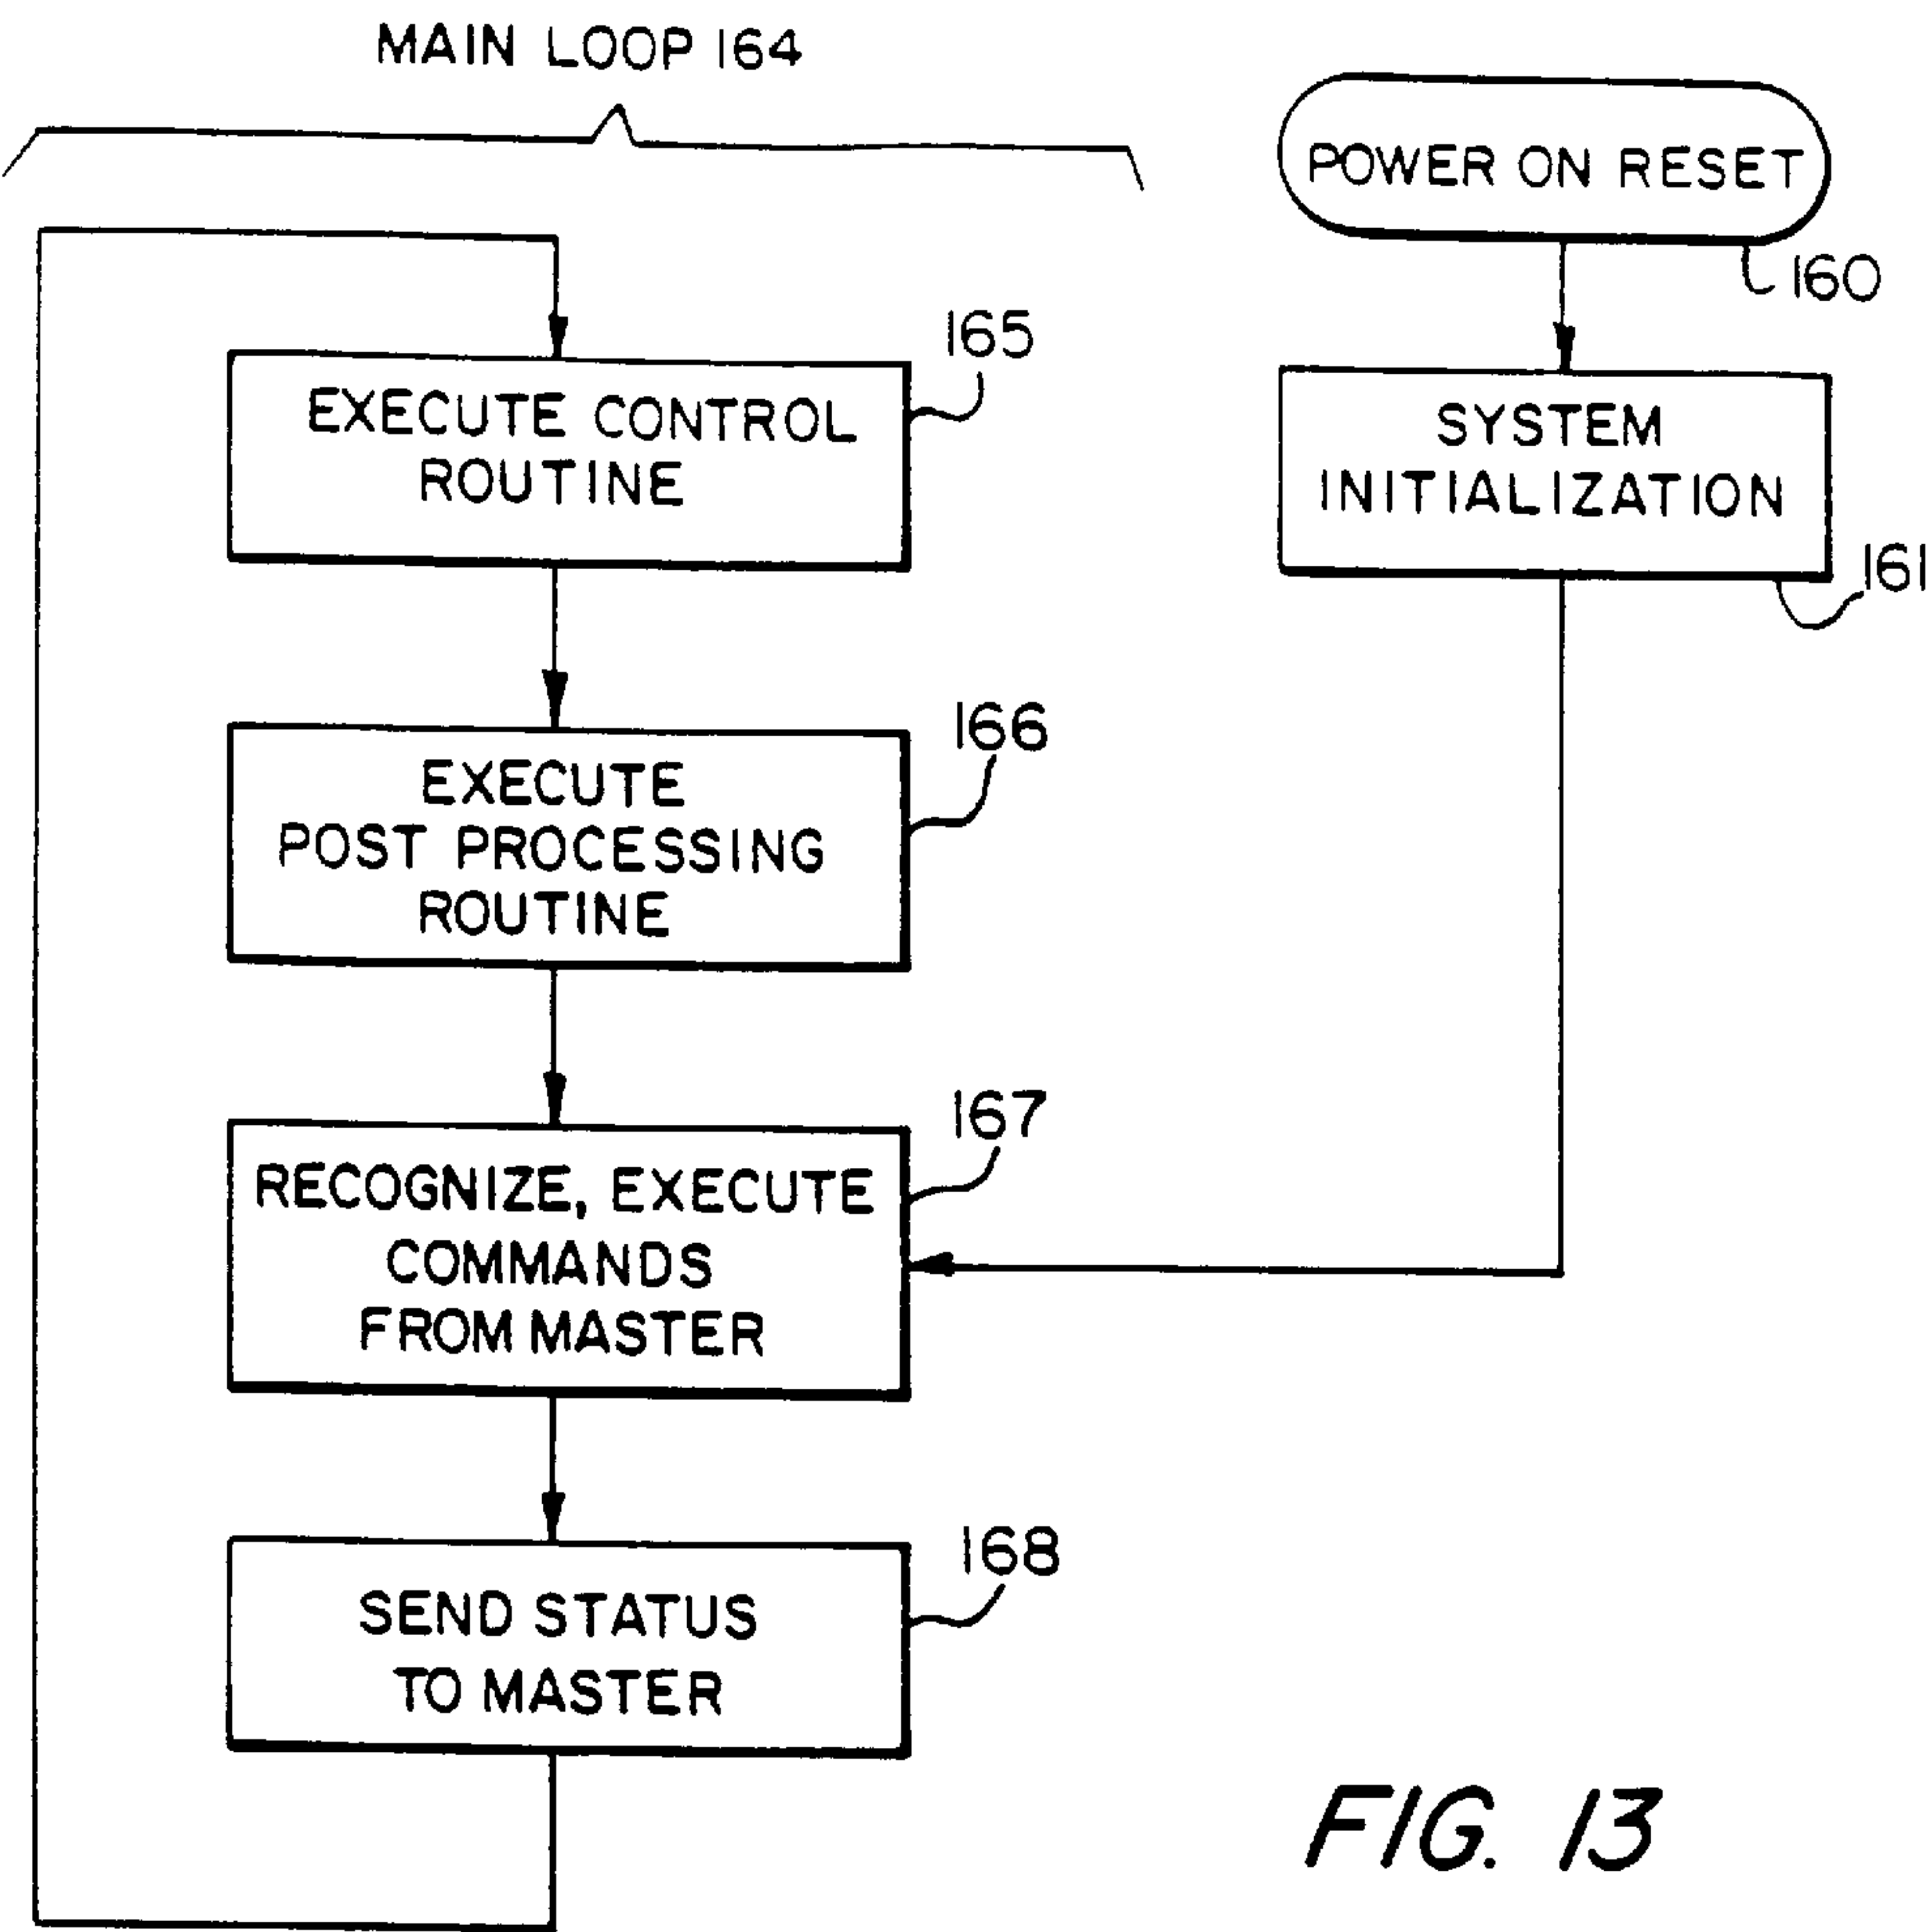 MAIN LOOP 164
POWER ON RESET
160
165
EXECUTE CONTROL
ROUTINE
SYSTEM
INITIALIZATION
161
166
EXECUTE
POST PROCESSING
ROUTINE
167
RECOGNIZE, EXECUTE
COMMANDS
FROM MASTER
168
SEND STATUS
TO MASTER
FIG. 13